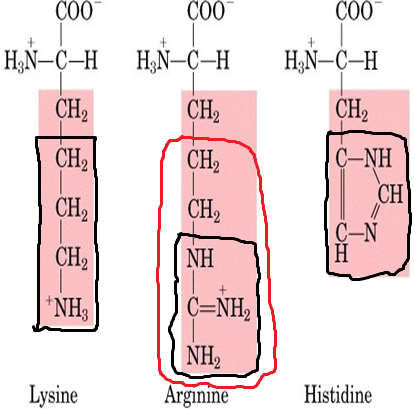 COO⁻ COO⁻ COO⁻
H₃N⁺–C–H H₃N⁺–C–H H₃N⁺–C–H
CH₂ CH₂ CH₂
CH₂ CH₂ C–NH
CH
CH₂ CH₂ C–N
H
CH₂ NH
⁺NH₃ C=N⁺H₂
NH₂
Lysine Arginine Histidine